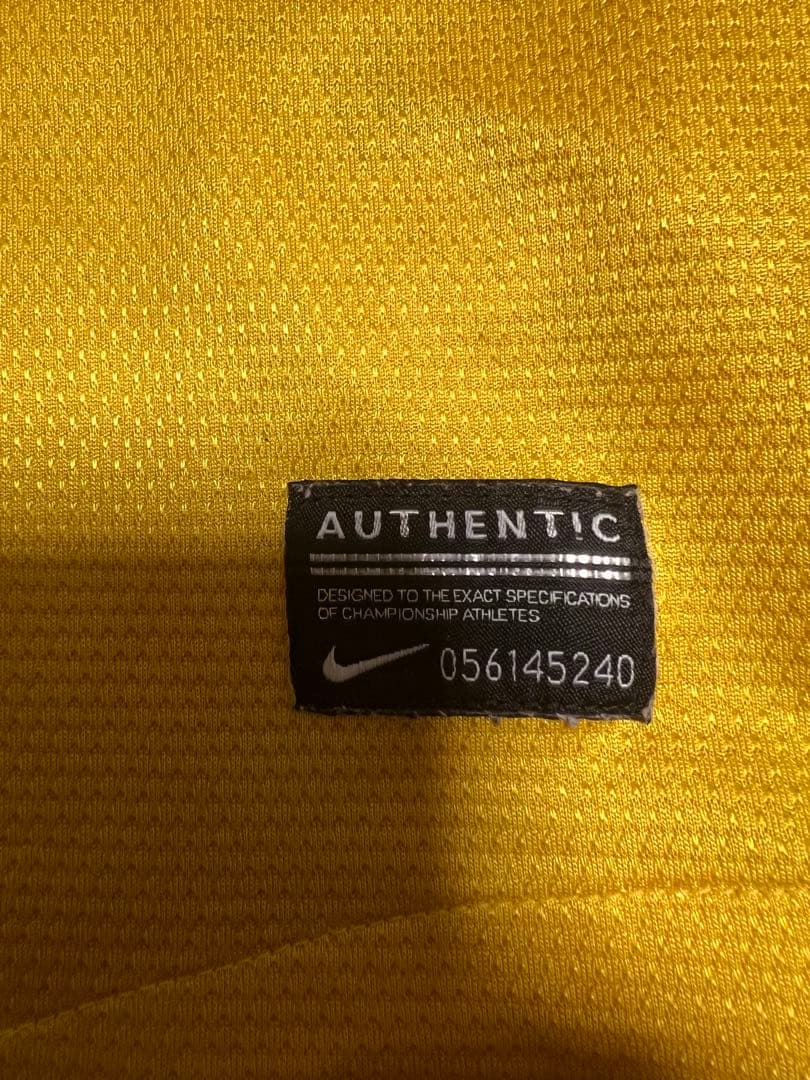 AUTHENTIC
DESIGNED TO THE EXACT SPECIFICATIONS
OF CHAMPIONSHIP ATHLETES
056145240